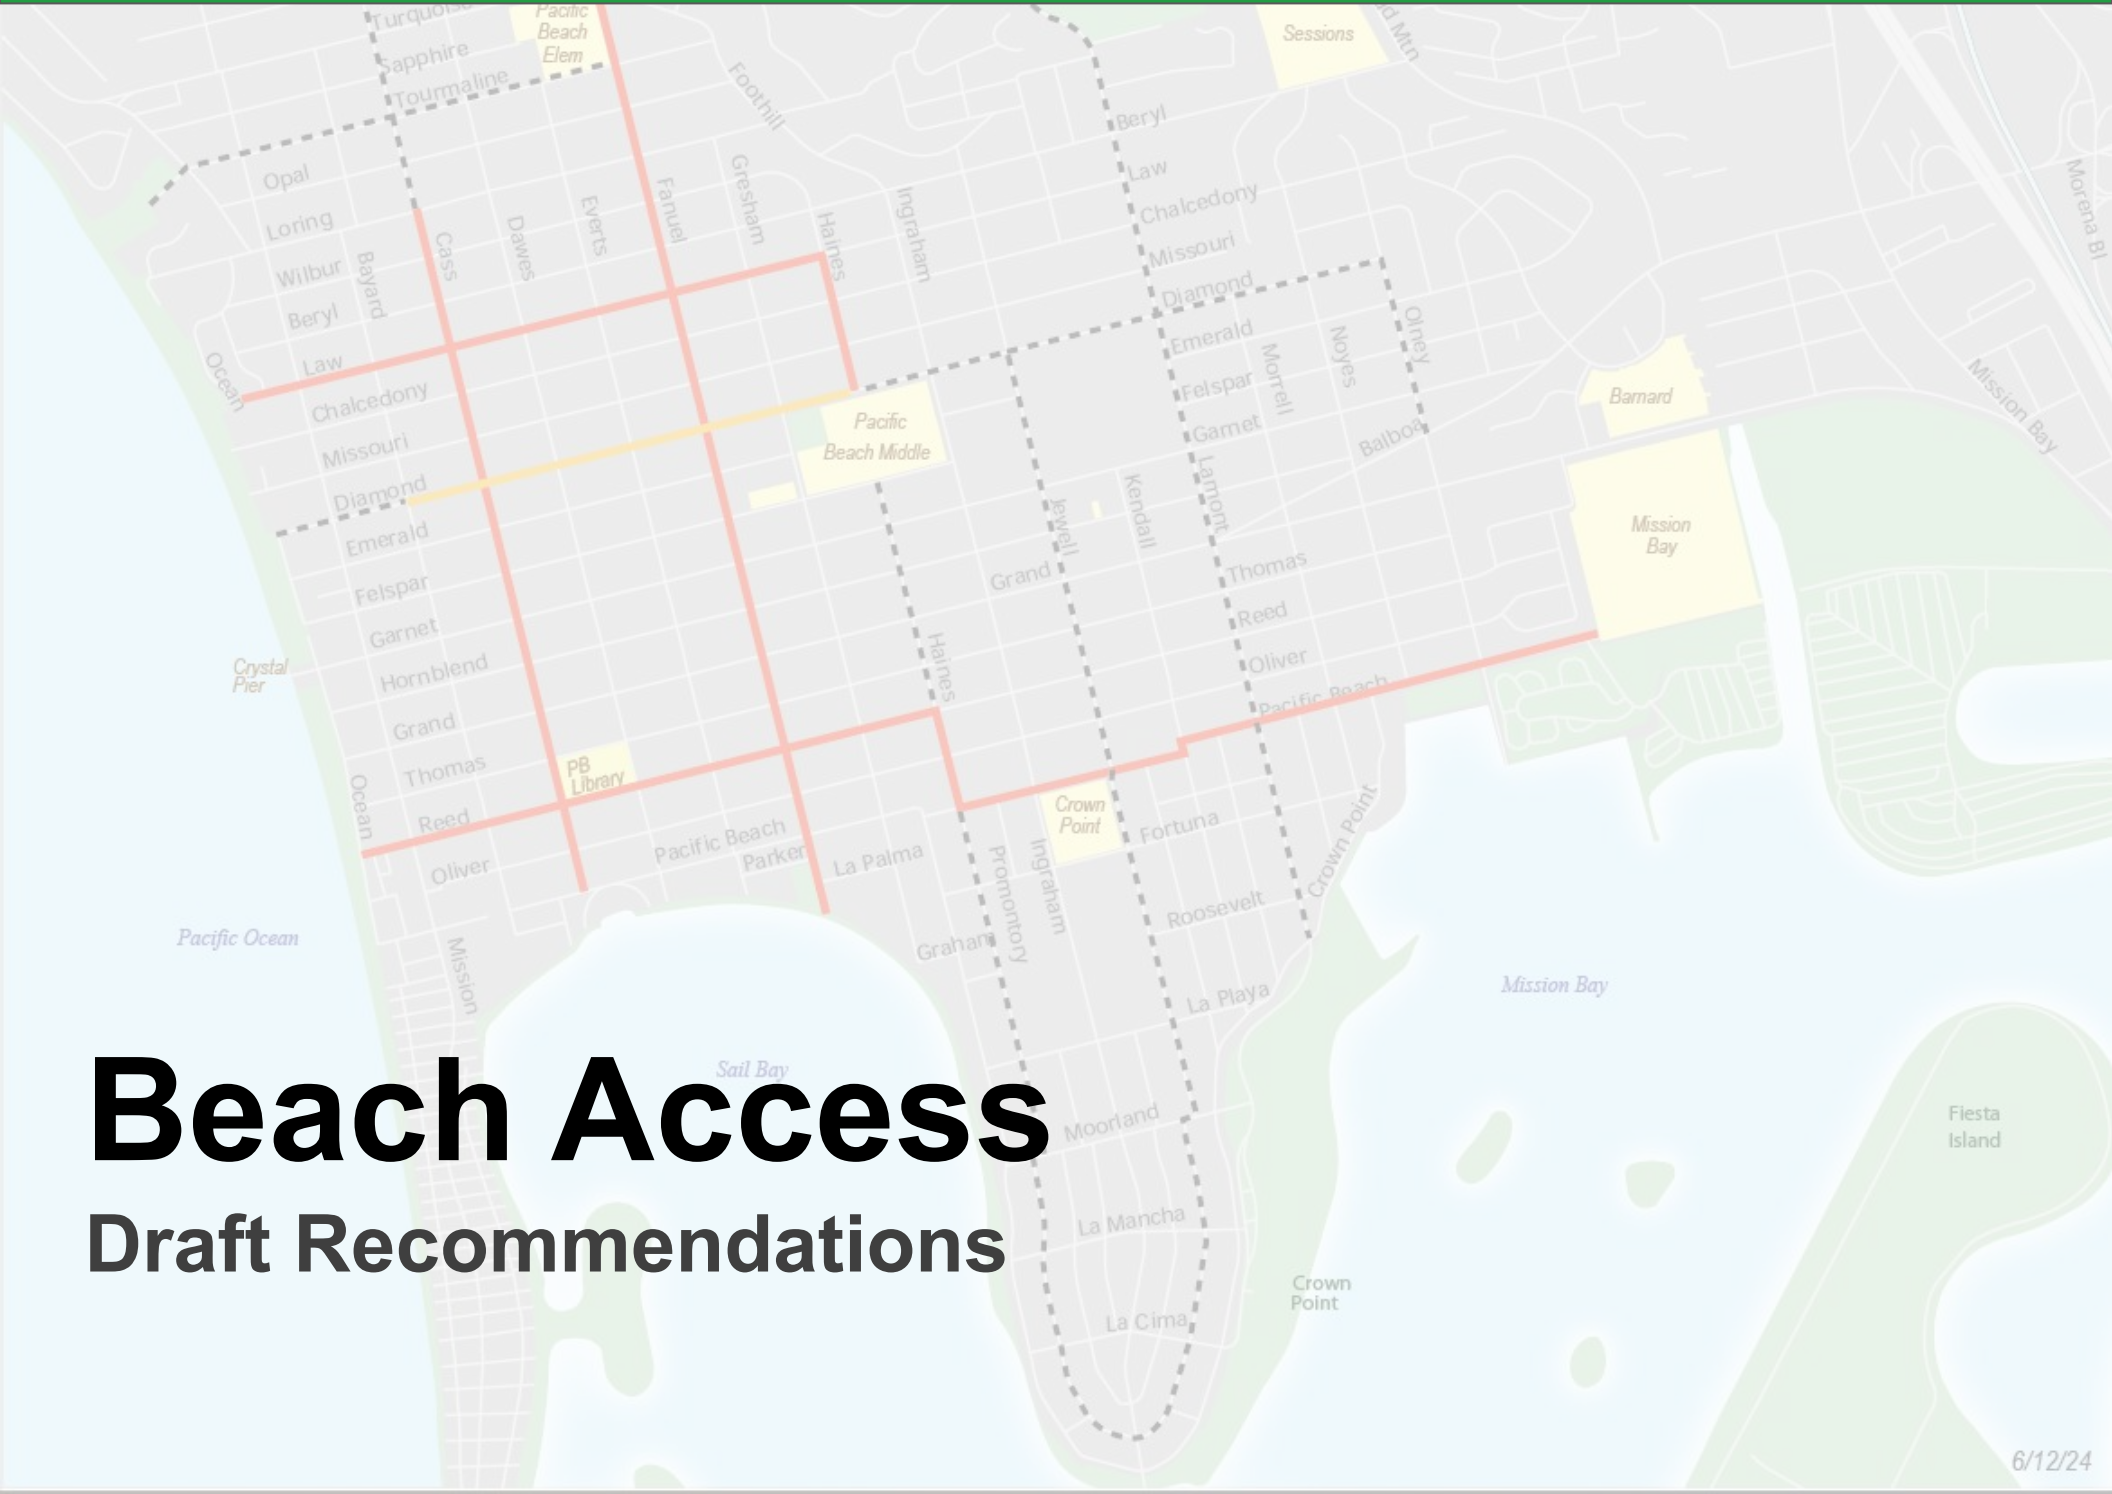 Turquoise
Sapphire
Tourmaline
Pacific
Beach
Elem
Foothill
Sessions
Beryl
Law
Chalcedony
Missouri
Diamond
Emerald
Felspar
Garnet
Balboa
Morena Bl
Mission Bay
Opal
Loring
Wilbur
Beryl
Law
Bayard
Cass
Dawes
Everts
Fanuel
Gresham
Haines
Ingraham
Ocean
Chalcedony
Missouri
Diamond
Emerald
Felspar
Garnet
Hornblend
Grand
Thomas
Reed
Oliver
Morrell
Noyes
Olney
Barnard
Pacific
Beach Middle
Mission
Bay
Jewell
Kendall
Lamont
Grand
Thomas
Reed
Oliver
Pacific Beach
Haines
Crystal
Pier
PB
Library
Ocean
Pacific Beach
Parker
La Palma
Crown
Point
Fortuna
Crown Point
Promontory
Ingraham
Roosevelt
Graham
La Playa
Mission
Pacific Ocean
Mission Bay
Sail Bay
Beach Access
Moorland
Fiesta
Island
Draft Recommendations
La Mancha
Crown
Point
La Cima
6/12/24